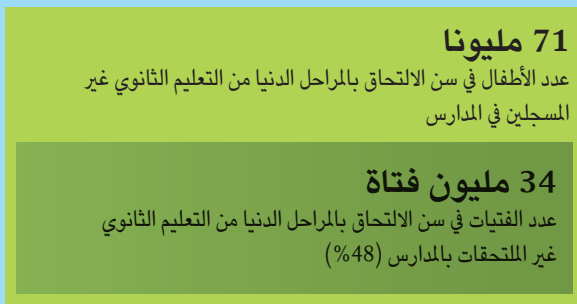 71 مليونا
عدد الأطفال في سن الالتحاق بالمراحل الدنيا من التعليم الثانوي غير
المسجلين في المدارس
34 مليون فتاة
عدد الفتيات في سن الالتحاق بالمراحل الدنيا من التعليم الثانوي
غير الملتحقات بالمدارس (48%)